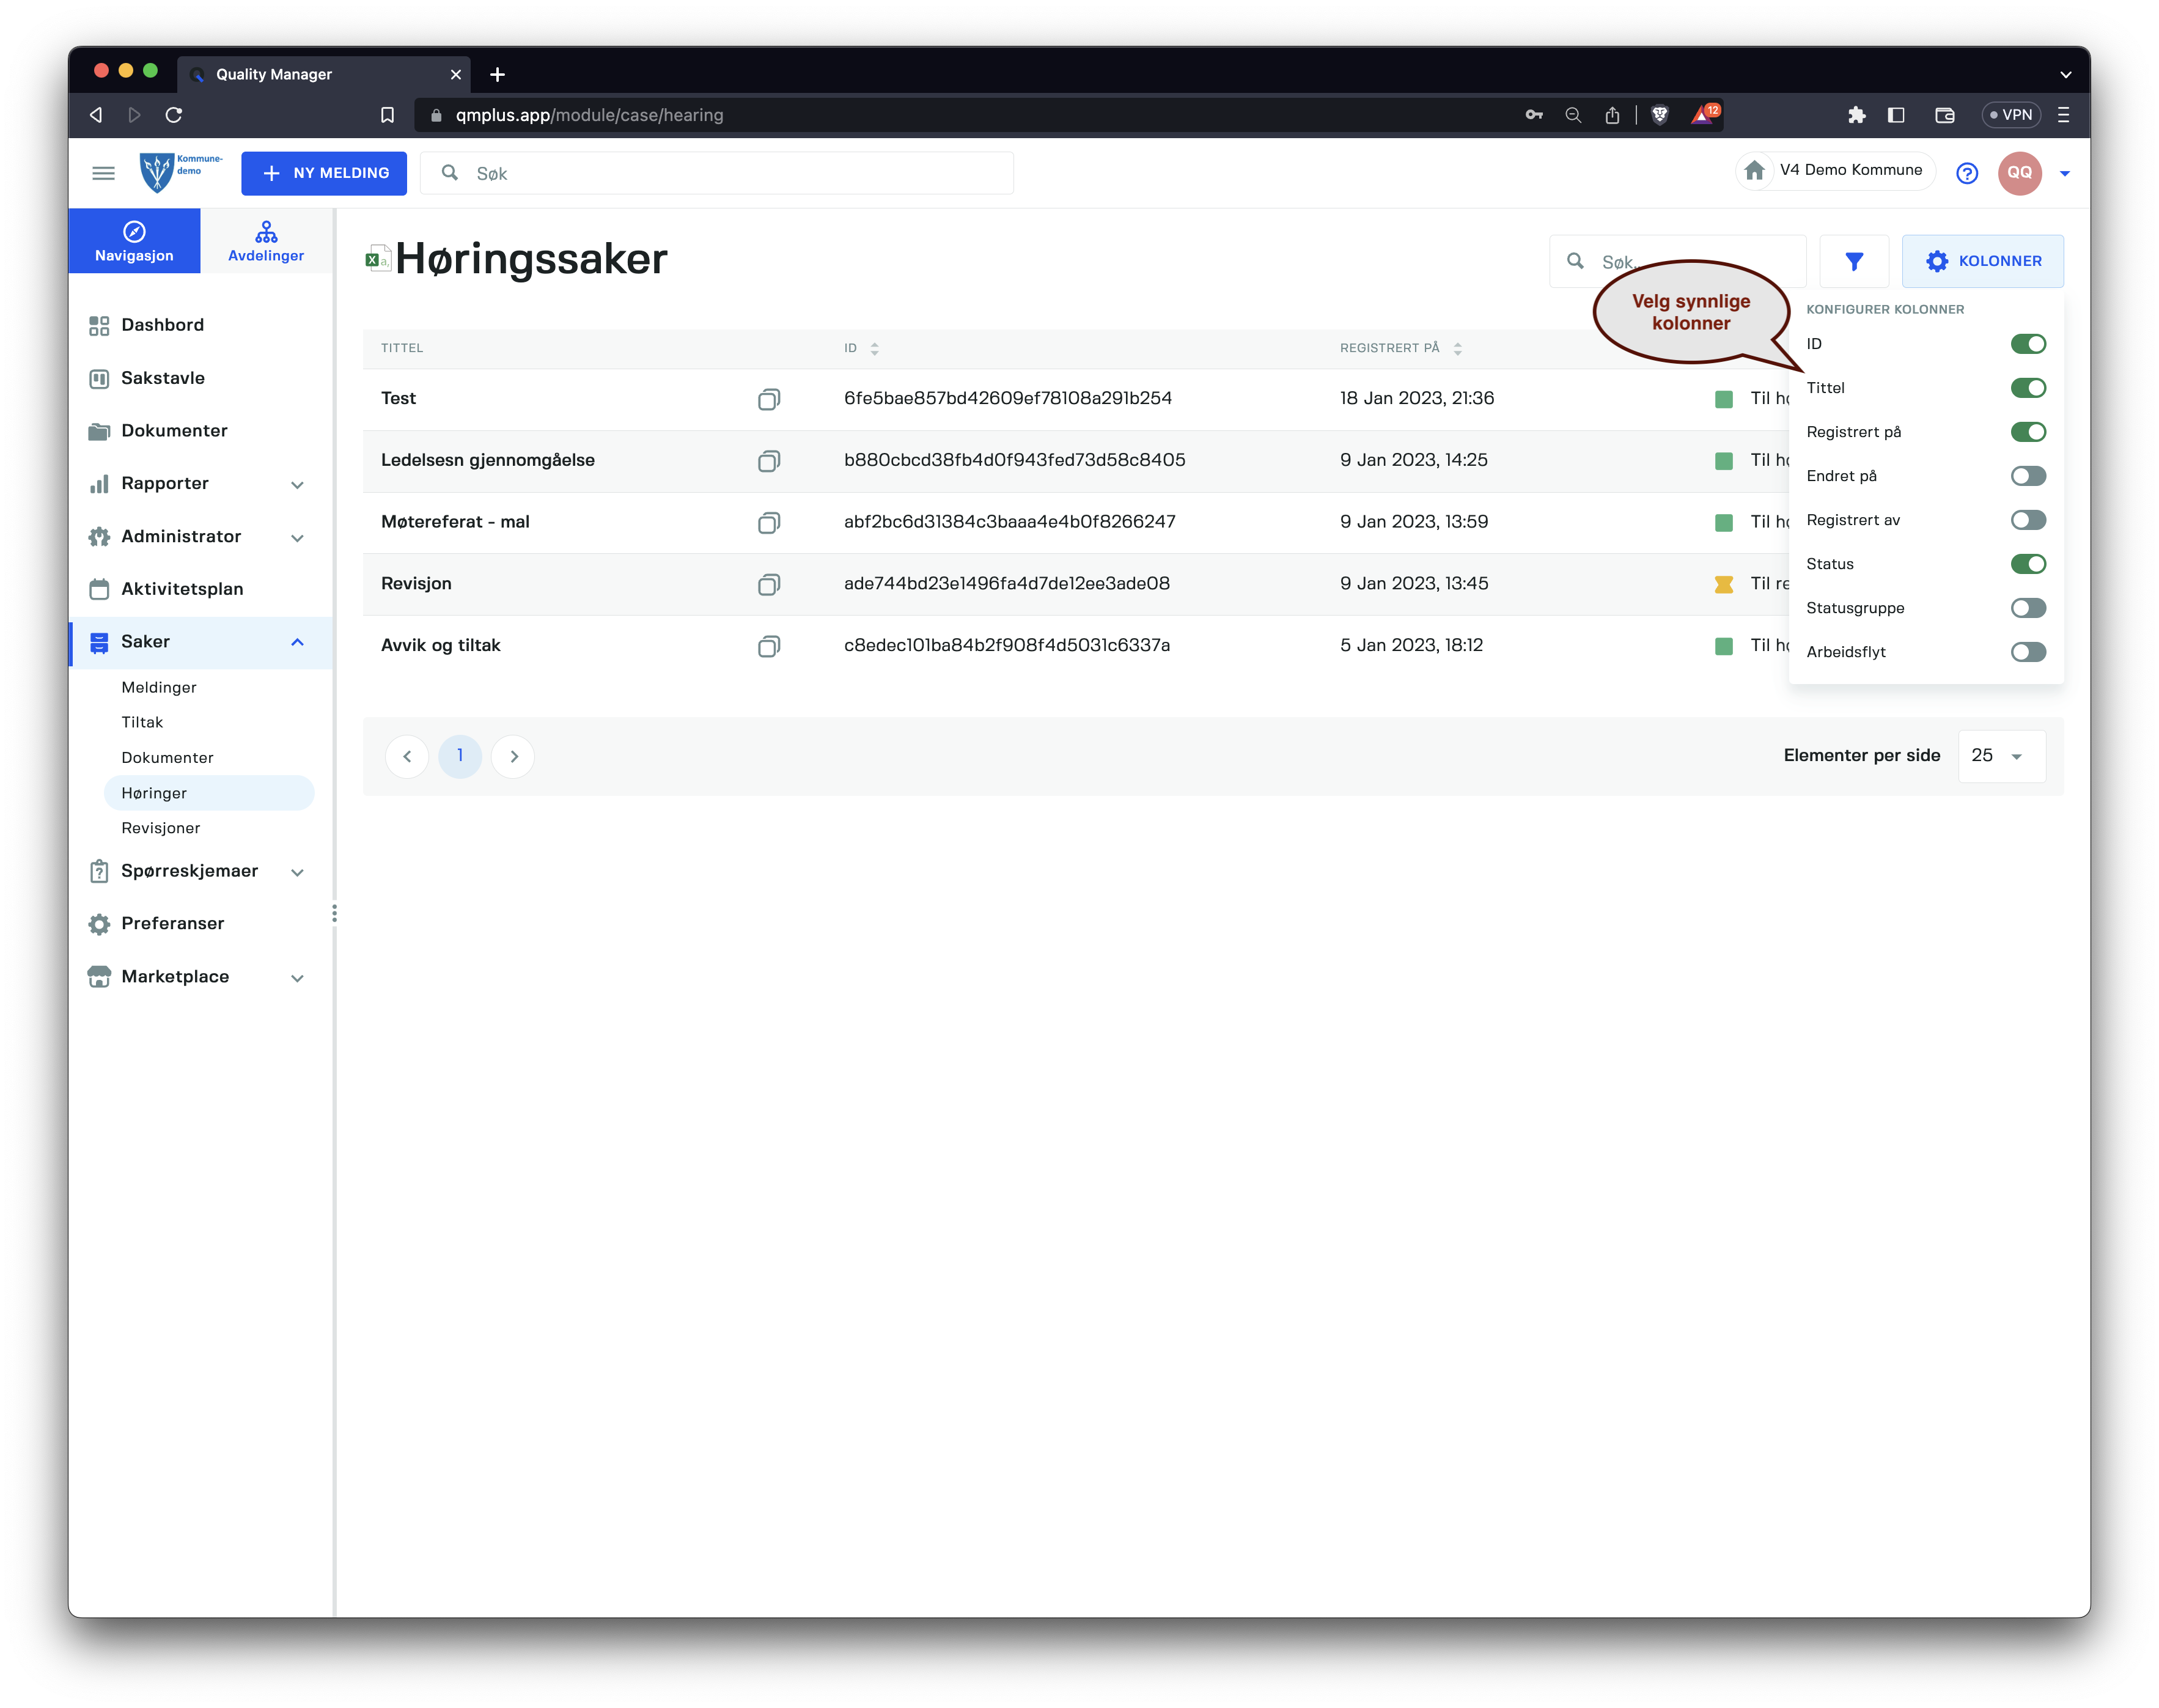 Quality Manager
qmplus.app/module/case/hearing
12
VPN
Kommune-
demo
NY MELDING
Søk
V4 Demo Kommune
QQ
Navigasjon
Avdelinger
Høringssaker
Søk..
KOLONNER
Velg synnlige
kolonner
KONFIGURER KOLONNER
ID
Tittel
Registrert på
Endret på
Registrert av
Status
Statusgruppe
Arbeidsflyt
Dashbord
Sakstavle
Dokumenter
Rapporter
Administrator
Aktivitetsplan
Saker
Meldinger
Tiltak
Dokumenter
Høringer
Revisjoner
Spørreskjemaer
Preferanser
Marketplace
TITTEL ID REGISTRERT PÅ
Test 6fe5bae857bd42609ef78108a291b254 18 Jan 2023, 21:36 Til
Ledelsesn gjennomgåelse b880cbcd38fb4d0f943fed73d58c8405 9 Jan 2023, 14:25 Til
Møtereferat - mal abf2bc6d31384c3baaa4e4b0f8266247 9 Jan 2023, 13:59 Til
Revisjon ade744bd23e1496fa4d7de12ee3ade08 9 Jan 2023, 13:45 Til re
Avvik og tiltak c8edec101ba84b2f908f4d5031c6337a 5 Jan 2023, 18:12 Til
1
Elementer per side 25